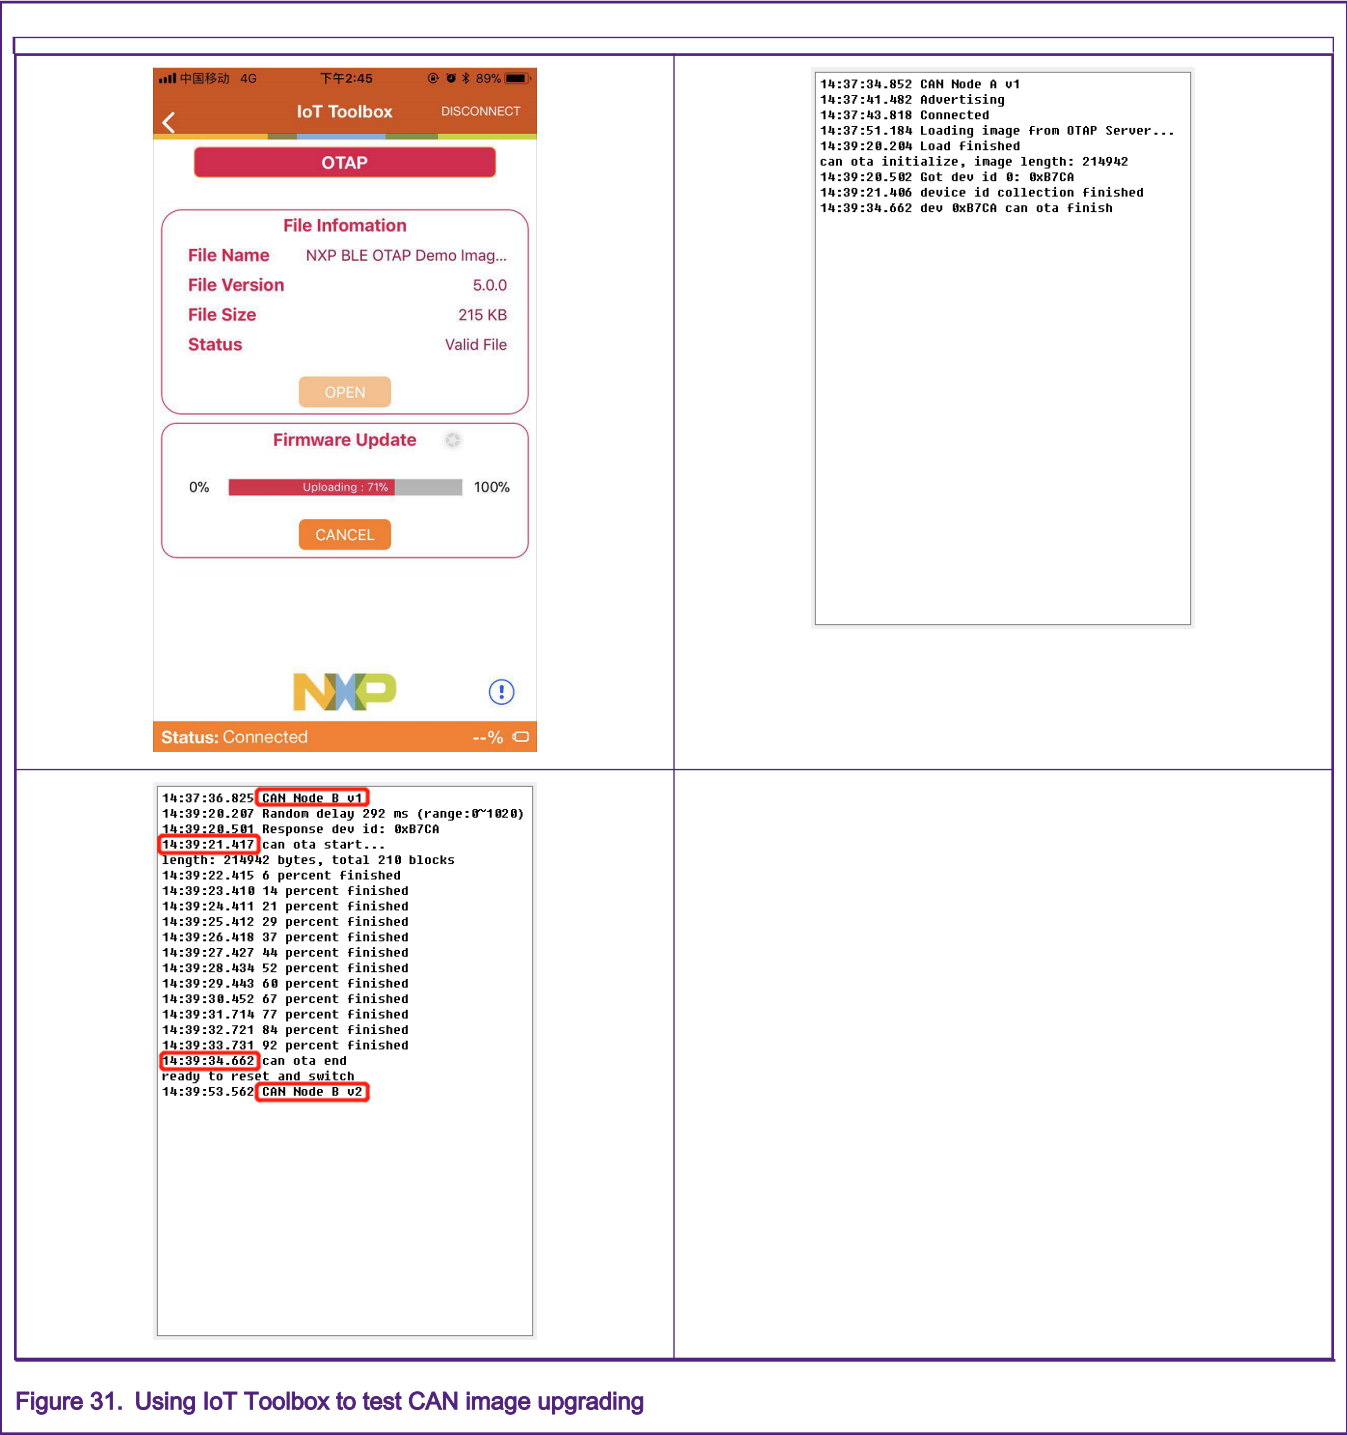 中国移动 4G 下午2:45 89%
IoT Toolbox DISCONNECT
OTAP
File Infomation
File Name NXP BLE OTAP Demo Imag...
File Version 5.0.0
File Size 215 KB
Status Valid File
OPEN
Firmware Update
0% Uploading : 71% 100%
CANCEL
NXP
Status: Connected --%
14:37:34.852 CAN Node A v1
14:37:41.482 Advertising
14:37:43.818 Connected
14:37:51.184 Loading image from OTAP Server...
14:39:20.204 Load finished
can ota initialize, image length: 214942
14:39:20.502 Got dev id 0: 0xB7CA
14:39:21.406 device id collection finished
14:39:34.662 dev 0xB7CA can ota finish
14:37:36.825 CAN Node B v1
14:39:20.207 Random delay 292 ms (range:0~1020)
14:39:20.501 Response dev id: 0xB7CA
14:39:21.417 can ota start...
length: 214942 bytes, total 210 blocks
14:39:22.415 6 percent finished
14:39:23.410 14 percent finished
14:39:24.411 21 percent finished
14:39:25.412 29 percent finished
14:39:26.418 37 percent finished
14:39:27.427 44 percent finished
14:39:28.434 52 percent finished
14:39:29.443 60 percent finished
14:39:30.452 67 percent finished
14:39:31.714 77 percent finished
14:39:32.721 84 percent finished
14:39:33.731 92 percent finished
14:39:34.662 can ota end
ready to reset and switch
14:39:53.562 CAN Node B v2
Figure 31. Using IoT Toolbox to test CAN image upgrading